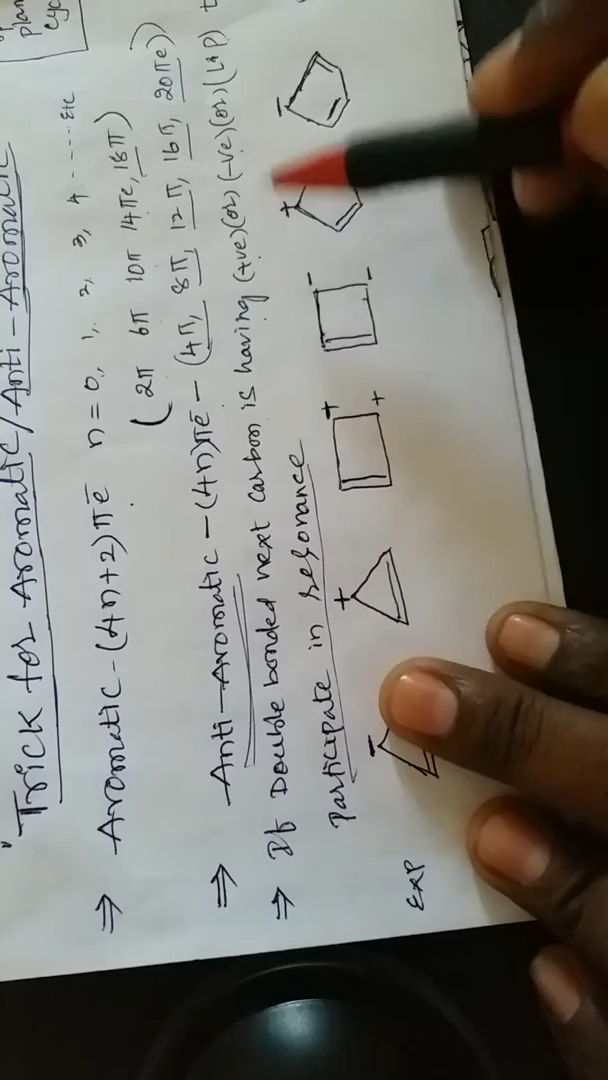 "Trick for Aromatic/Anti-Aromatic
plan
cyc
⇒ Aromatic - (4n+2)πē n=0, 1, 2, 3, 4 ----- etc
(2π 6π 10π 14πe, 18π)
⇒ Anti-Aromatic - (4n)πē - (4π, 8π, 12π, 16π, 20πe))
⇒ If Double bonded next carbon is having (+ve)(or)(-ve)(or)(L·P)
participate in resonance
EXP